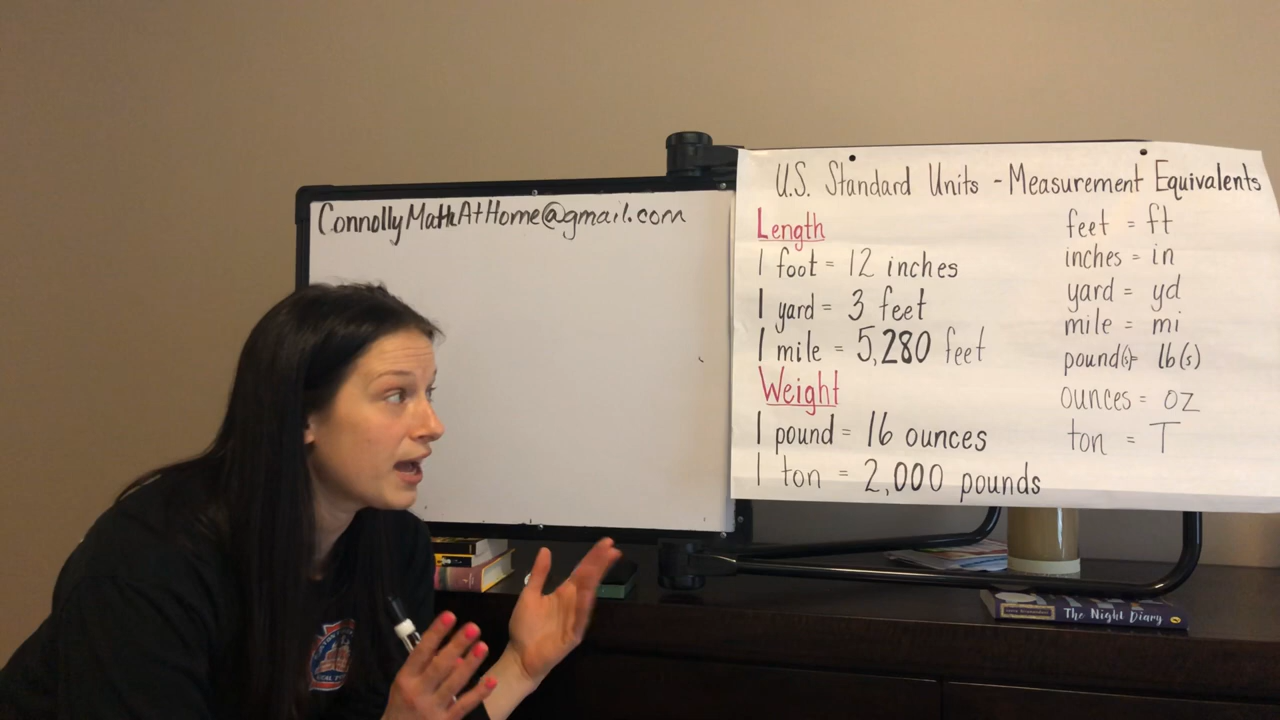 ConnollyMathAtHome@gmail.com
U.S. Standard Units - Measurement Equivalents
Length
1 foot = 12 inches
1 yard = 3 feet
1 mile = 5,280 feet
Weight
1 pound = 16 ounces
1 ton = 2,000 pounds
feet = ft
inches = in
yard = yd
mile = mi
pound(s)= lb(s)
ounces = oz
ton = T
The Night Diary